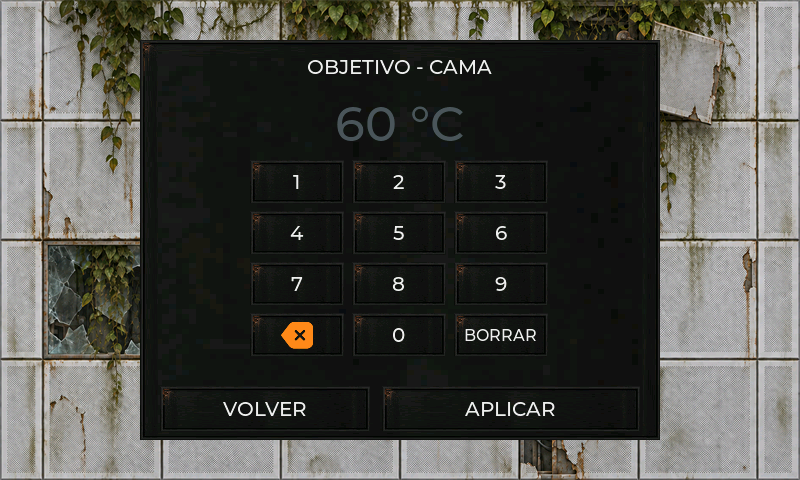 OBJETIVO - CAMA
60 °C
1 2 3
4 5 6
7 8 9
0 BORRAR
VOLVER APLICAR